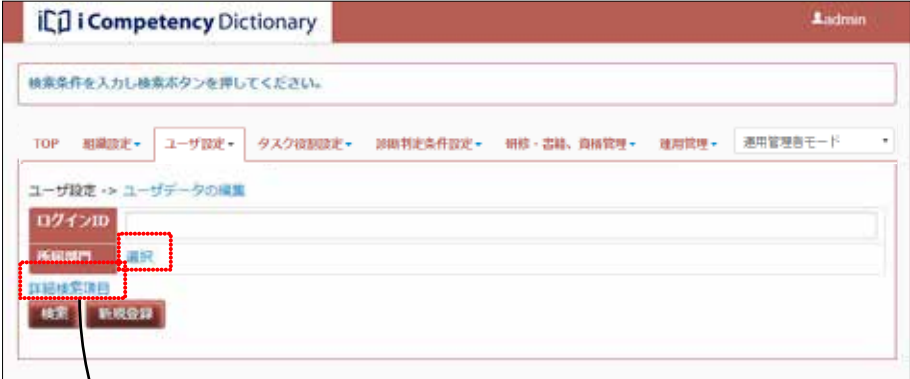 iCD i Competency Dictionary
admin
検索条件を入力し検索ボタンを押してください。
TOP 組織設定 ユーザ設定 タスク役割設定 診断判定条件設定 研修・書籍、資格管理 運用管理 運用管理者モード
ユーザ設定 -> ユーザデータの編集
ログインID
所属部門 選択
詳細検索項目
検索 新規登録